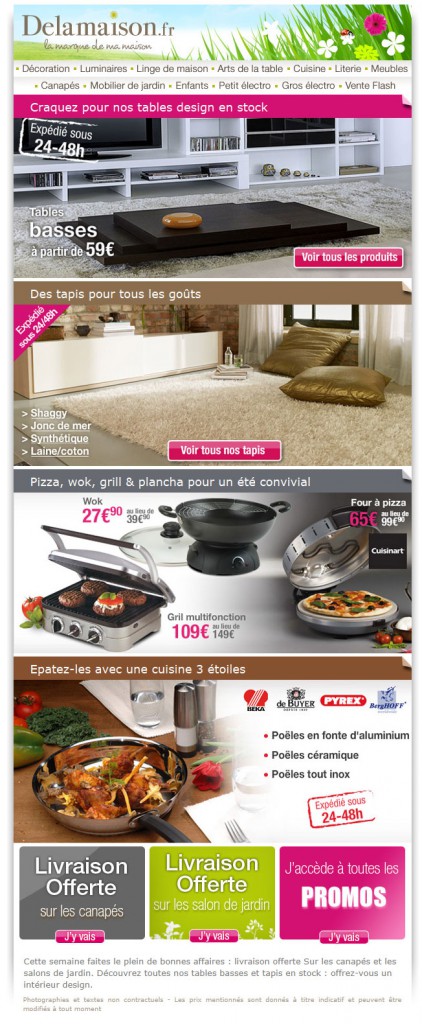 Delamaison.fr
la marque de ma maison
• Décoration • Luminaires • Linge de maison • Arts de la table • Cuisine • Literie • Meubles
• Canapés • Mobilier de jardin • Enfants • Petit électro • Gros électro • Vente Flash
Craquez pour nos tables design en stock
Expédié sous
24-48h
Tables
basses
à partir de 59€
Voir tous les produits
Des tapis pour tous les goûts
Expédié
sous 24/48h
> Shaggy
> Jonc de mer
> Synthétique
> Laine/coton
Voir tous nos tapis
Pizza, wok, grill & plancha pour un été convivial
Wok
27€90 au lieu de 39€90
Four à pizza
65€ au lieu de 99€90
Cuisinart
Gril multifonction
109€ au lieu de 149€
Epatez-les avec une cuisine 3 étoiles
BEKA
de BUYER
PYREX
BergHOFF
• Poëles en fonte d'aluminium
• Poëles céramique
• Poëles tout inox
Expédié sous
24-48h
Livraison
Offerte
sur les canapés
J'y vais
Livraison
Offerte
sur les salon de jardin
J'y vais
J'accède à toutes les
PROMOS
J'y vais
Cette semaine faites le plein de bonnes affaires : livraison offerte Sur les canapés et les
salons de jardin. Découvrez toutes nos tables basses et tapis en stock : offrez-vous un
intérieur design.
Photographies et textes non contractuels - Les prix mentionnés sont donnés à titre indicatif et peuvent être
modifiés à tout moment